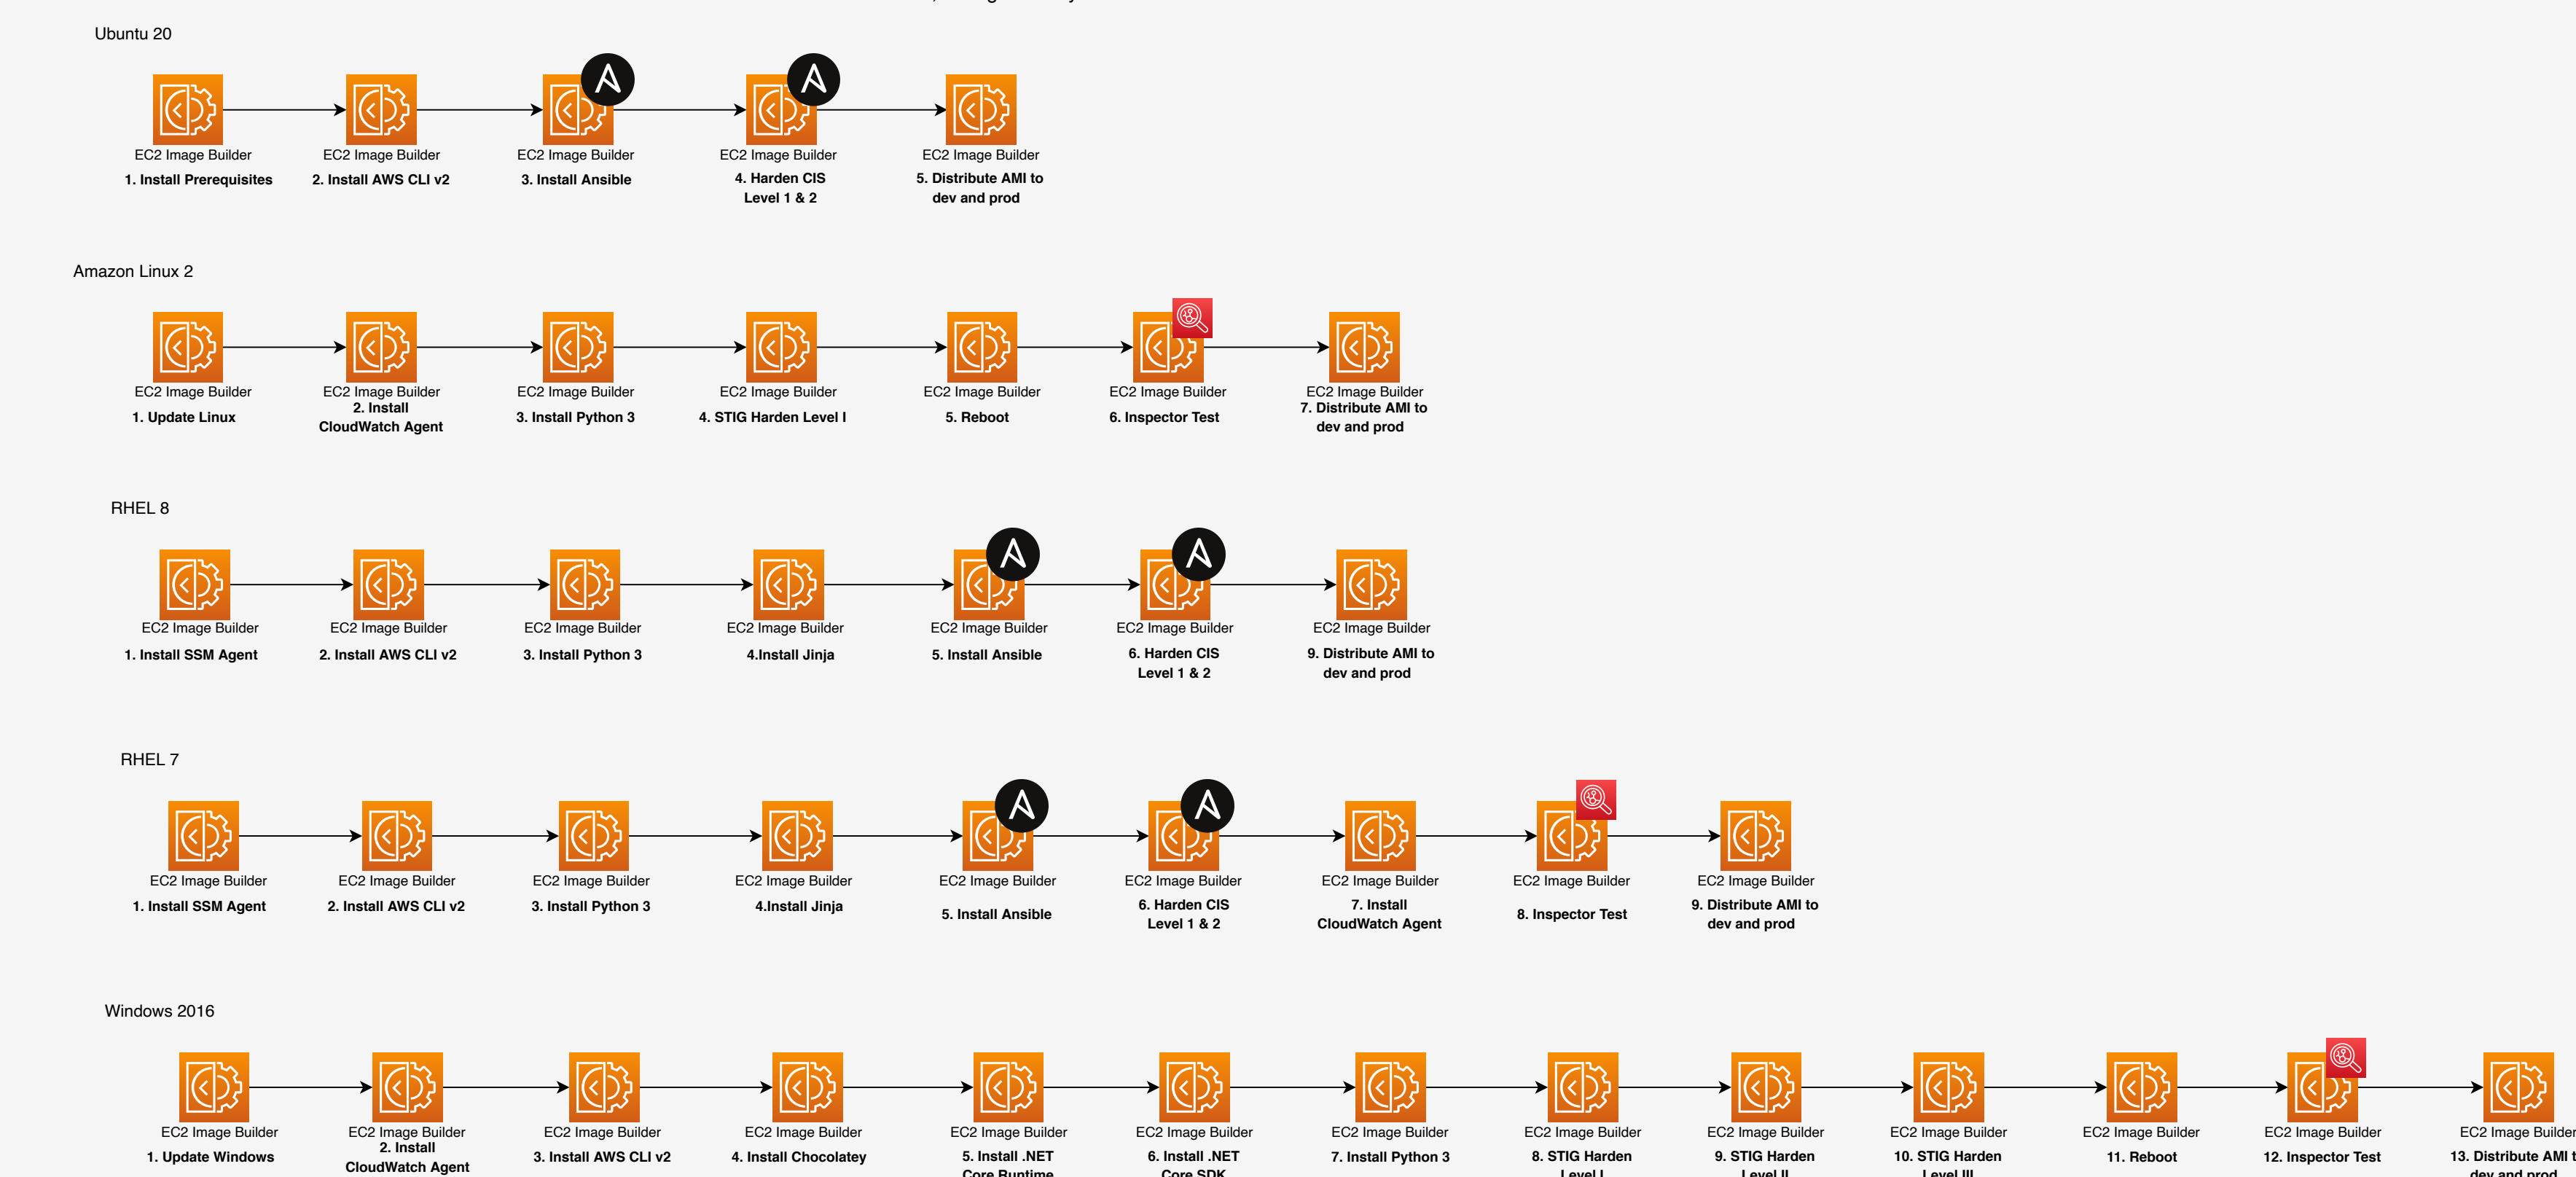 Ubuntu 20
EC2 Image Builder EC2 Image Builder EC2 Image Builder EC2 Image Builder EC2 Image Builder
1. Install Prerequisites 2. Install AWS CLI v2 3. Install Ansible 4. Harden CIS 5. Distribute AMI to
Level 1 & 2 dev and prod
Amazon Linux 2
EC2 Image Builder EC2 Image Builder EC2 Image Builder EC2 Image Builder EC2 Image Builder EC2 Image Builder EC2 Image Builder
1. Update Linux 2. Install 3. Install Python 3 4. STIG Harden Level I 5. Reboot 6. Inspector Test 7. Distribute AMI to
CloudWatch Agent dev and prod
RHEL 8
EC2 Image Builder EC2 Image Builder EC2 Image Builder EC2 Image Builder EC2 Image Builder EC2 Image Builder EC2 Image Builder
1. Install SSM Agent 2. Install AWS CLI v2 3. Install Python 3 4.Install Jinja 5. Install Ansible 6. Harden CIS 9. Distribute AMI to
Level 1 & 2 dev and prod
RHEL 7
EC2 Image Builder EC2 Image Builder EC2 Image Builder EC2 Image Builder EC2 Image Builder EC2 Image Builder EC2 Image Builder EC2 Image Builder EC2 Image Builder
1. Install SSM Agent 2. Install AWS CLI v2 3. Install Python 3 4.Install Jinja 5. Install Ansible 6. Harden CIS 7. Install 8. Inspector Test 9. Distribute AMI to
Level 1 & 2 CloudWatch Agent dev and prod
Windows 2016
EC2 Image Builder EC2 Image Builder EC2 Image Builder EC2 Image Builder EC2 Image Builder EC2 Image Builder EC2 Image Builder EC2 Image Builder EC2 Image Builder EC2 Image Builder EC2 Image Builder EC2 Image Builder EC2 Image Builder
1. Update Windows 2. Install 3. Install AWS CLI v2 4. Install Chocolatey 5. Install .NET 6. Install .NET 7. Install Python 3 8. STIG Harden 9. STIG Harden 10. STIG Harden 11. Reboot 12. Inspector Test 13. Distribute AMI
CloudWatch Agent Core Runtime Core SDK Level I Level II Level III dev and prod